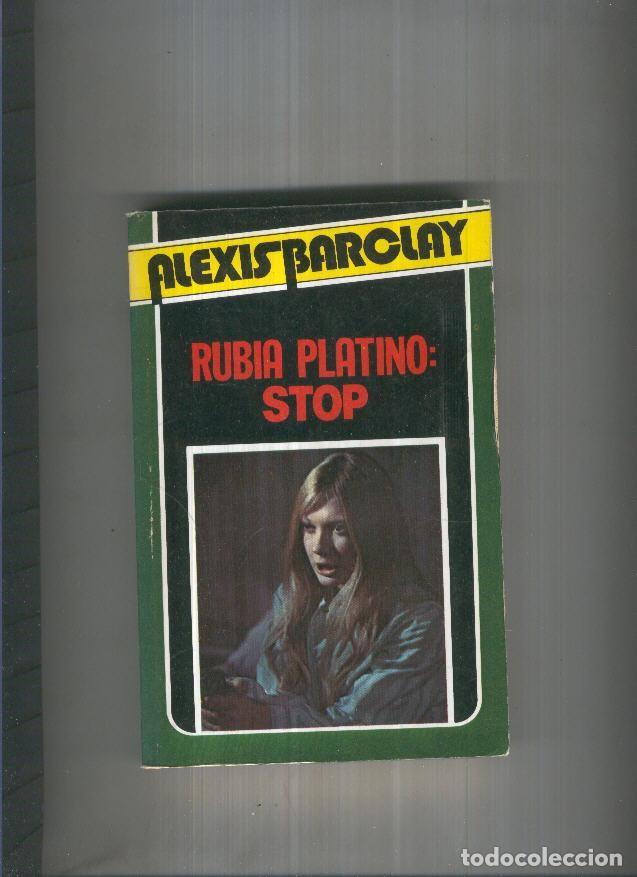 ALEXIS BARCLAY
RUBIA PLATINO:
STOP
todocoleccion